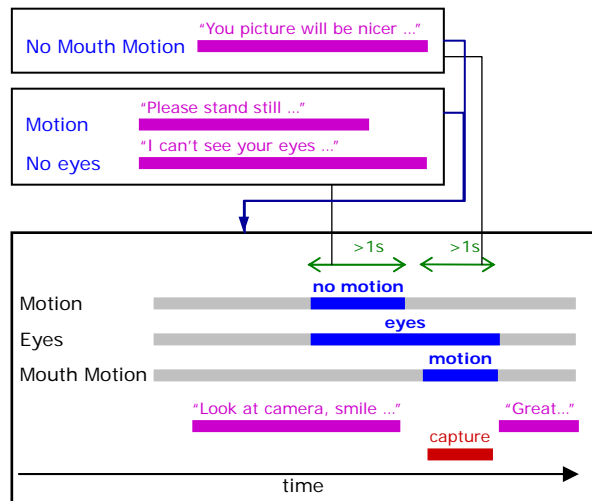 "You picture will be nicer ..."
No Mouth Motion
"Please stand still ..."
Motion
"I can't see your eyes ..."
No eyes
>1s >1s
no motion
Motion
eyes
Eyes
motion
Mouth Motion
"Look at camera, smile ..." "Great..."
capture
time